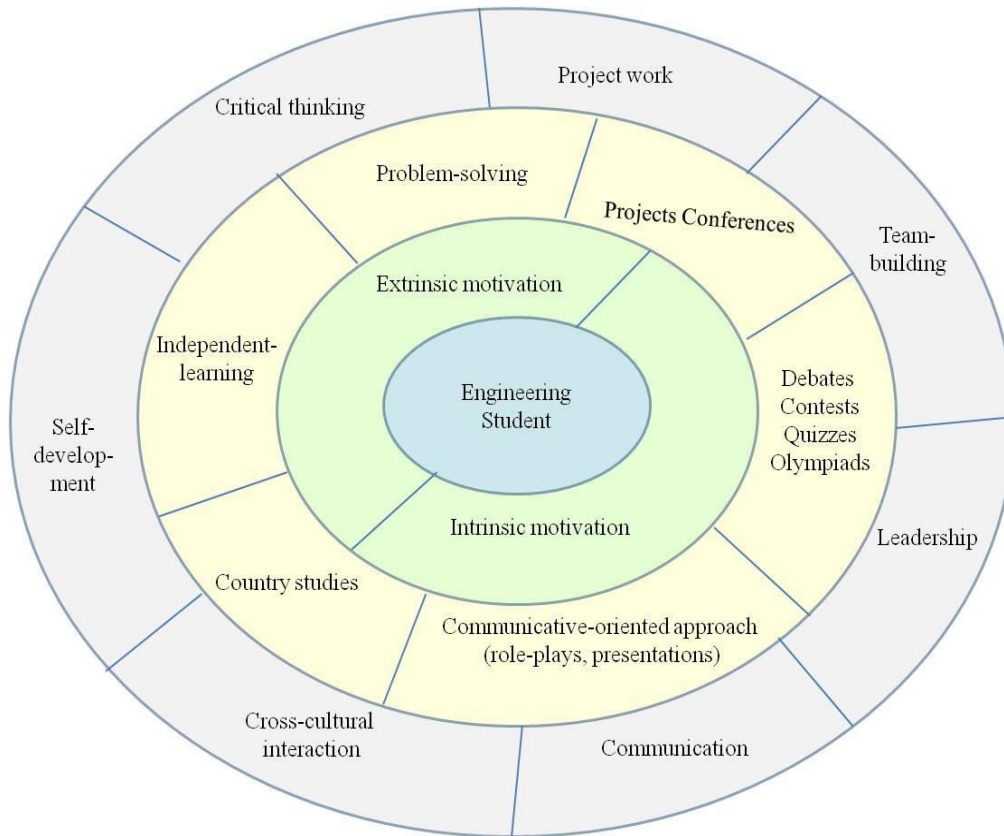 Project work
Critical thinking
Problem-solving
Projects Conferences
Team-
building
Extrinsic motivation
Independent-
learning
Engineering
Student
Debates
Contests
Quizzes
Olympiads
Self-
develop-
ment
Intrinsic motivation
Leadership
Country studies
Communicative-oriented approach
(role-plays, presentations)
Cross-cultural
interaction
Communication